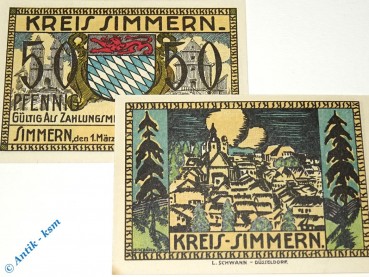 KREIS SIMMERN-
50 50
PFENNIG
GÜLTIG ALS ZAHLUNGSMI
SIMMERN, den 1. März
KREIS-SIMMERN.
L. SCHWANN - DÜSSELDORF.
© Antik - ksm